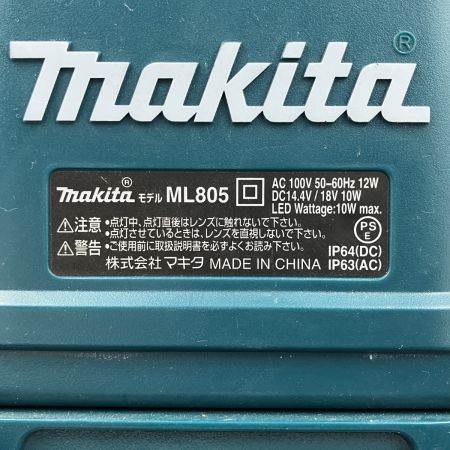 makita®
makita® モデル ML805 AC 100V 50–60Hz 12W
DC14.4V / 18V 10W
LED Wattage:10W max.
⚠注意 •点灯中、点灯直後はレンズに触れないで下さい。
•点灯させているときは、レンズを直視しないで下さい。
⚠警告 •ご使用前に取扱説明書を必ずよくお読み下さい。
PS
E
株式会社 マキタ MADE IN CHINA IP64(DC)
IP63(AC)